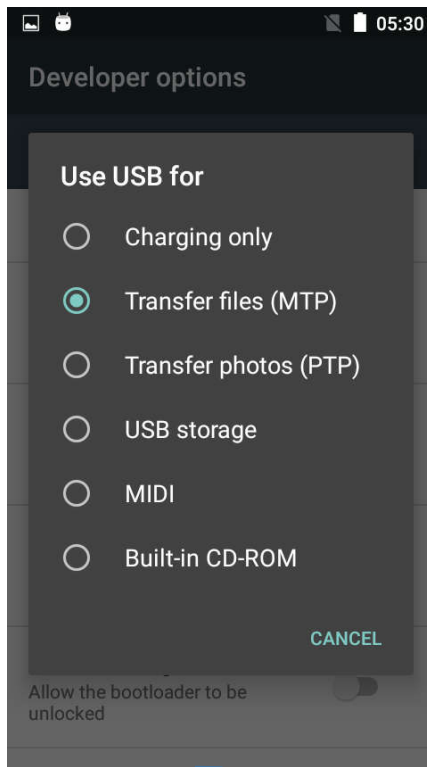 05:30
Developer options
Use USB for
Charging only
Transfer files (MTP)
Transfer photos (PTP)
USB storage
MIDI
Built-in CD-ROM
CANCEL
Allow the bootloader to be
unlocked